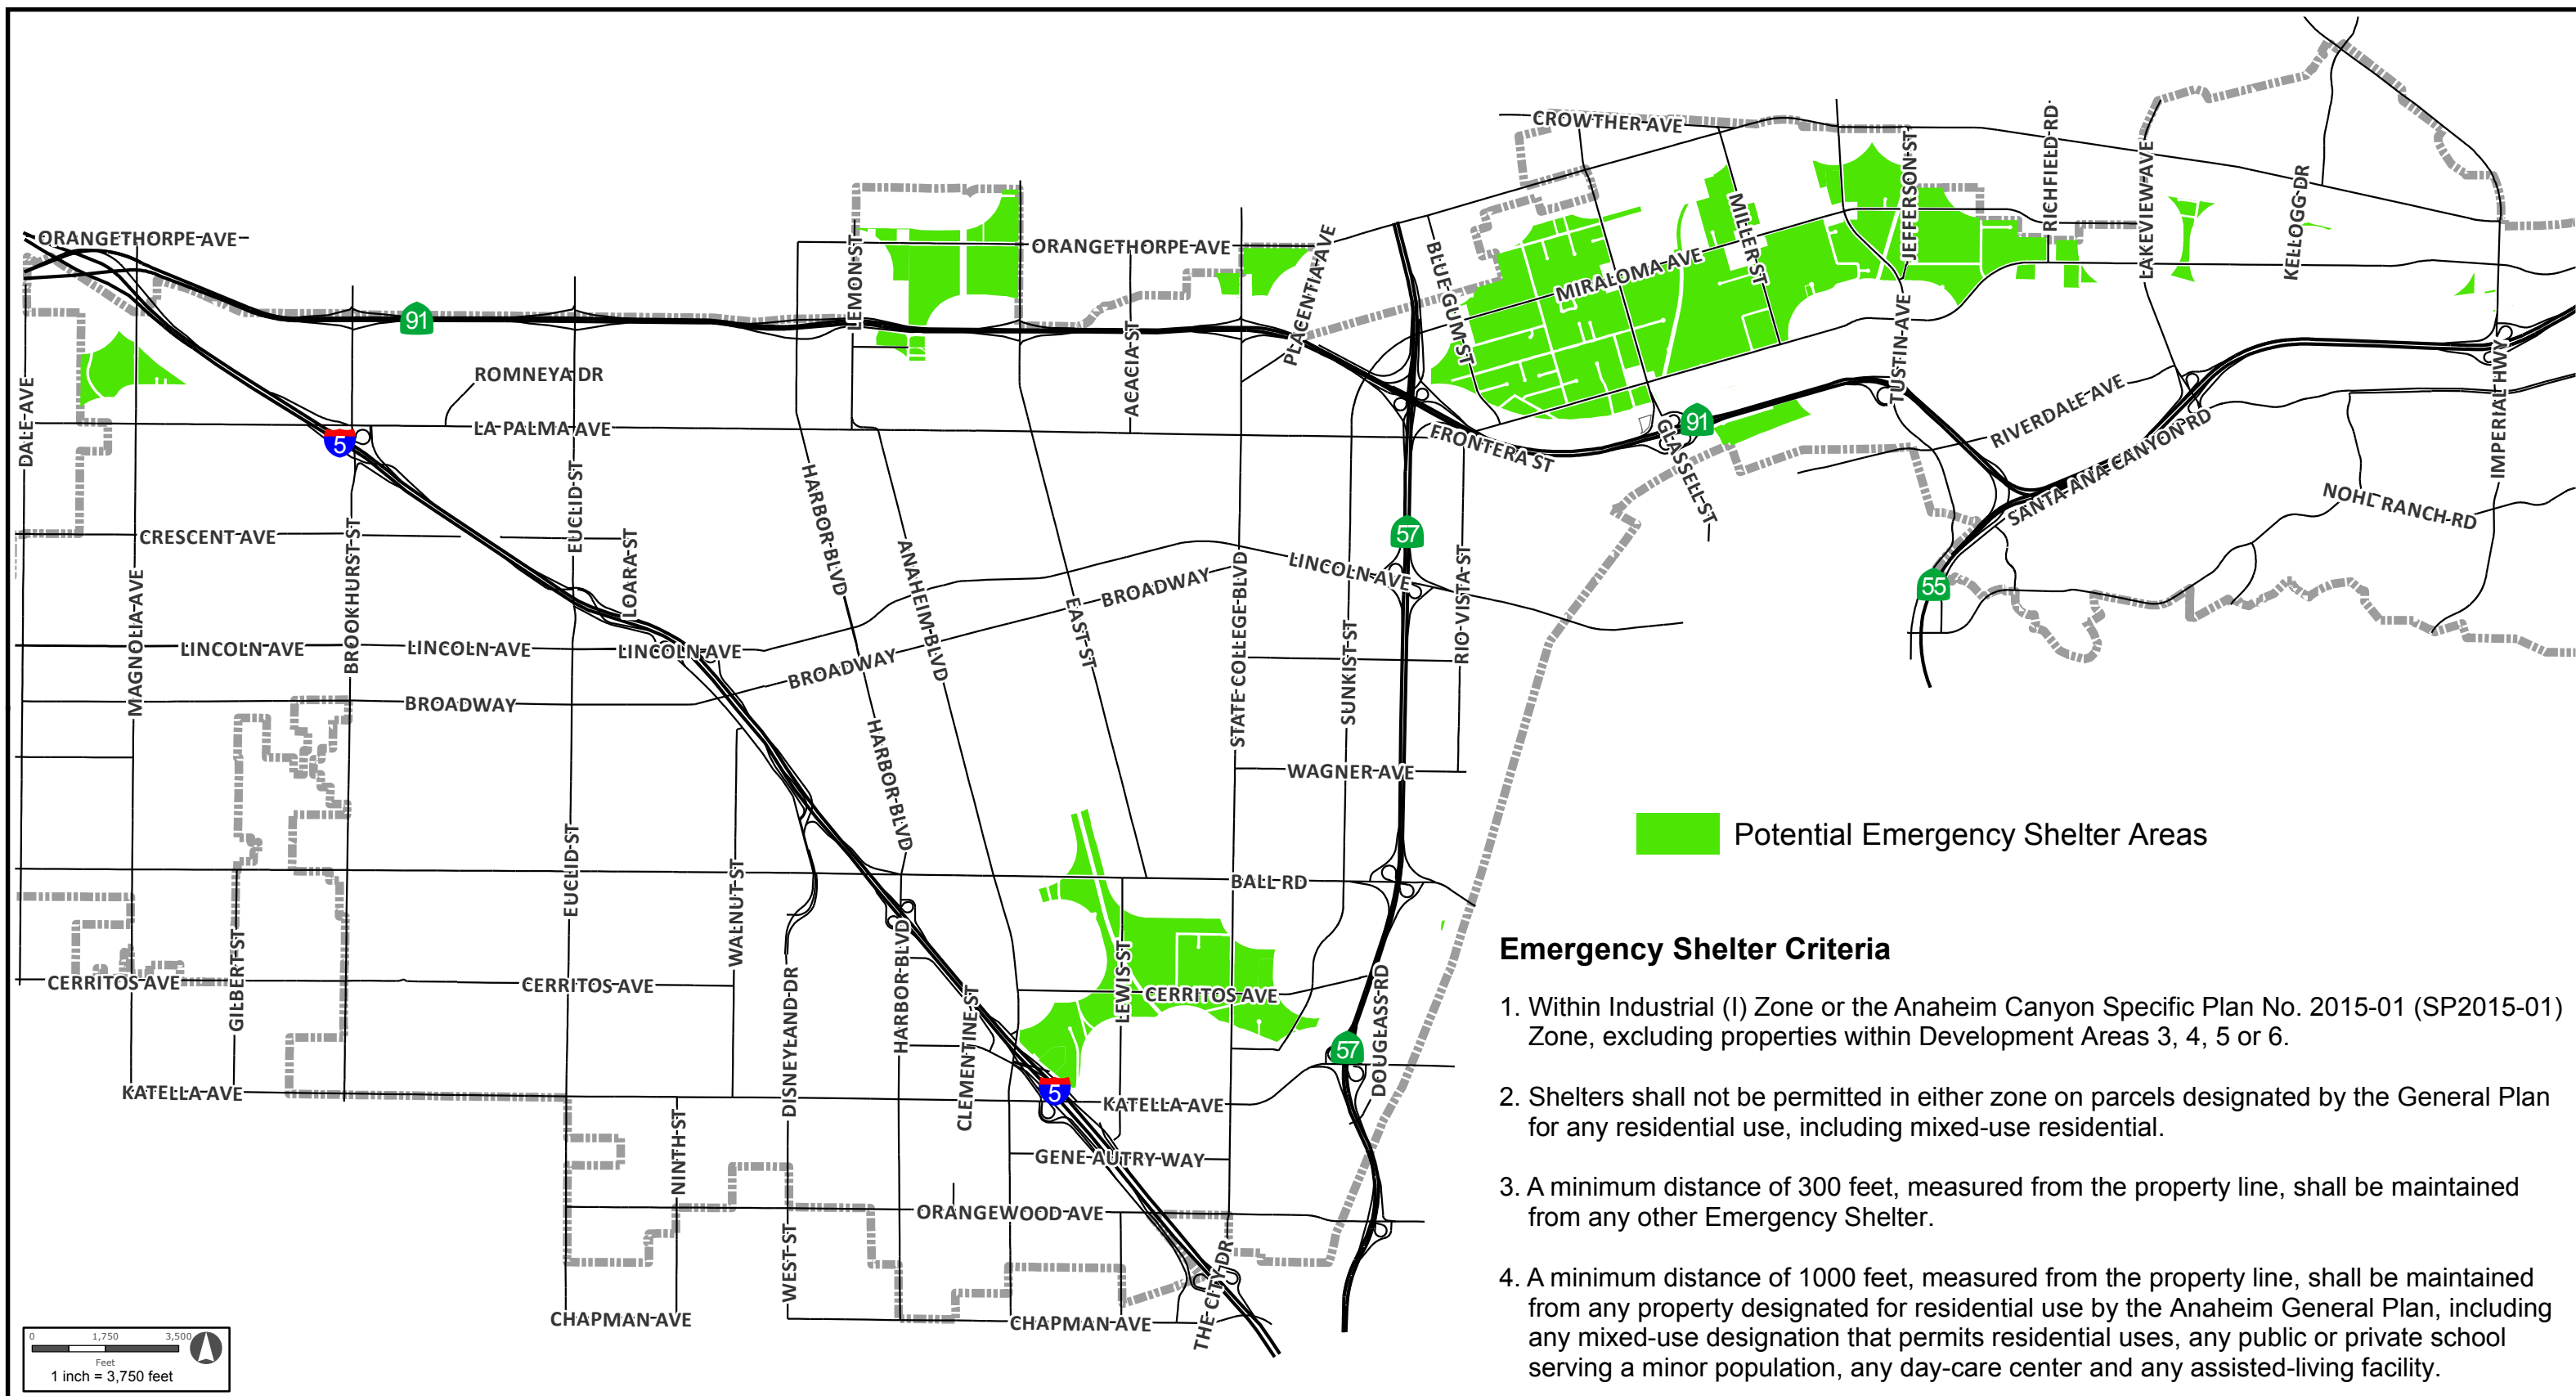 CROWTHER AVE
ORANGETHORPE AVE
ORANGETHORPE AVE
LEMON ST
PLACENTIA AVE
BLUE GUM ST
MIRALOMA AVE
MILLER ST
JEFFERSON ST
RICHFIELD RD
LAKEVIEW AVE
KELLOGG DR
91
ROMNEYA DR
ACACIA ST
TUSTIN AVE
IMPERIAL HWY
DALE AVE
5
LA PALMA AVE
FRONTERA ST
91
GLASSELL ST
RIVERDALE AVE
SANTA ANA CANYON RD
NOHL RANCH RD
CRESCENT AVE
BROOKHURST ST
EUCLID ST
LOARA ST
HARBOR BLVD
ANAHEIM BLVD
EAST ST
BROADWAY
STATE COLLEGE BLVD
LINCOLN AVE
57
RIO VISTA ST
SUNKIST ST
55
MAGNOLIA AVE
LINCOLN AVE
LINCOLN AVE
LINCOLN AVE
BROADWAY
BROADWAY
HARBOR BLVD
WAGNER AVE
Potential Emergency Shelter Areas
EUCLID ST
WALNUT ST
BALL RD
GILBERT ST
CERRITOS AVE
CERRITOS AVE
DISNEYLAND DR
HARBOR BLVD
CLEMENTINE ST
LEWIS ST
CERRITOS AVE
DOUGLASS RD
57
KATELLA AVE
5
KATELLA AVE
NINTH ST
GENE AUTRY WAY
WEST ST
ORANGEWOOD AVE
THE CITY DR
CHAPMAN AVE
CHAPMAN AVE
Emergency Shelter Criteria
1. Within Industrial (I) Zone or the Anaheim Canyon Specific Plan No. 2015-01 (SP2015-01)
Zone, excluding properties within Development Areas 3, 4, 5 or 6.
2. Shelters shall not be permitted in either zone on parcels designated by the General Plan
for any residential use, including mixed-use residential.
3. A minimum distance of 300 feet, measured from the property line, shall be maintained
from any other Emergency Shelter.
4. A minimum distance of 1000 feet, measured from the property line, shall be maintained
from any property designated for residential use by the Anaheim General Plan, including
any mixed-use designation that permits residential uses, any public or private school
serving a minor population, any day-care center and any assisted-living facility.
0 1,750 3,500
Feet
1 inch = 3,750 feet